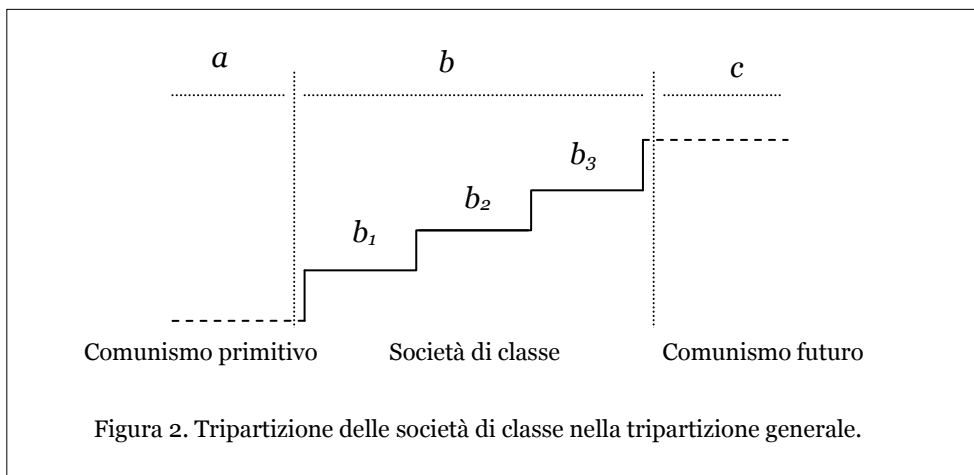 a b c
b₃
b₂
b₁
Comunismo primitivo Società di classe Comunismo futuro
Figura 2. Tripartizione delle società di classe nella tripartizione generale.